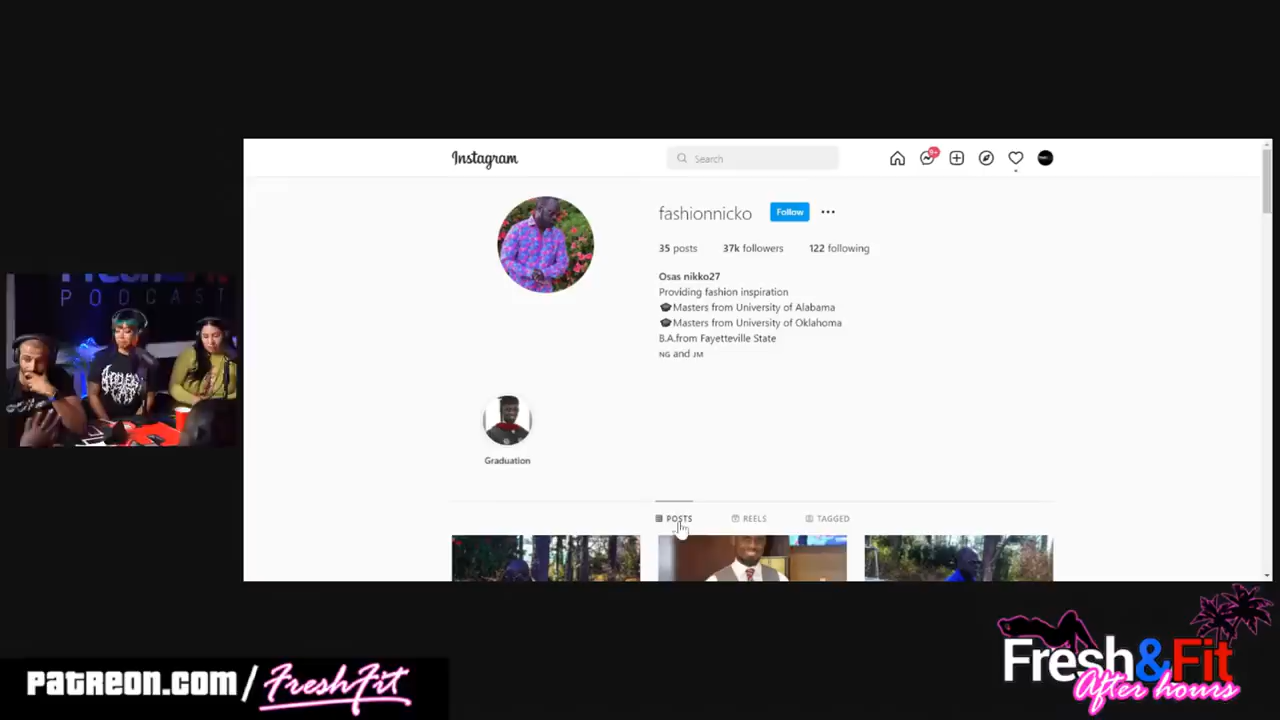 Instagram
Search
9+
fashionnicko
Follow
35 posts 37k followers 122 following
Osas nikko27
Providing fashion inspiration
🎓Masters from University of Alabama
🎓Masters from University of Oklahoma
B.A.from Fayetteville State
NG and JM
PODCAST
Graduation
POSTS REELS TAGGED
patreon.com/FreshFit
Fresh&Fit
After hours